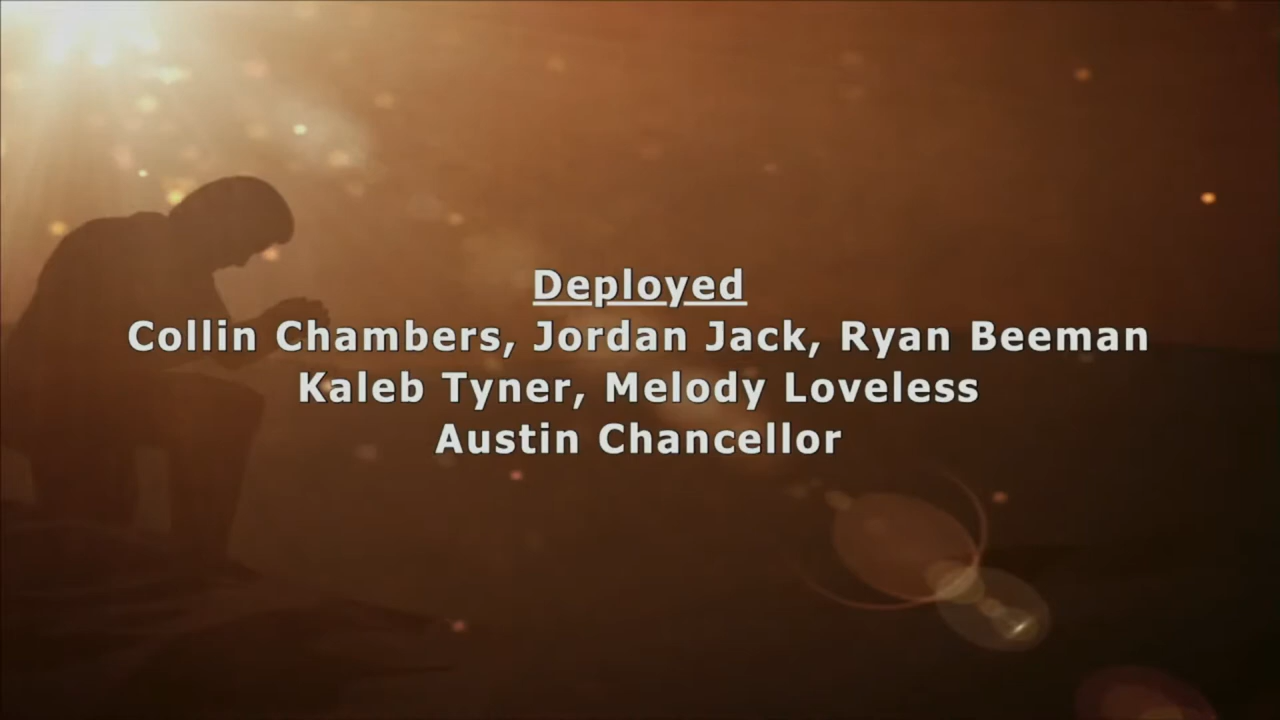 Deployed
Collin Chambers, Jordan Jack, Ryan Beeman
Kaleb Tyner, Melody Loveless
Austin Chancellor